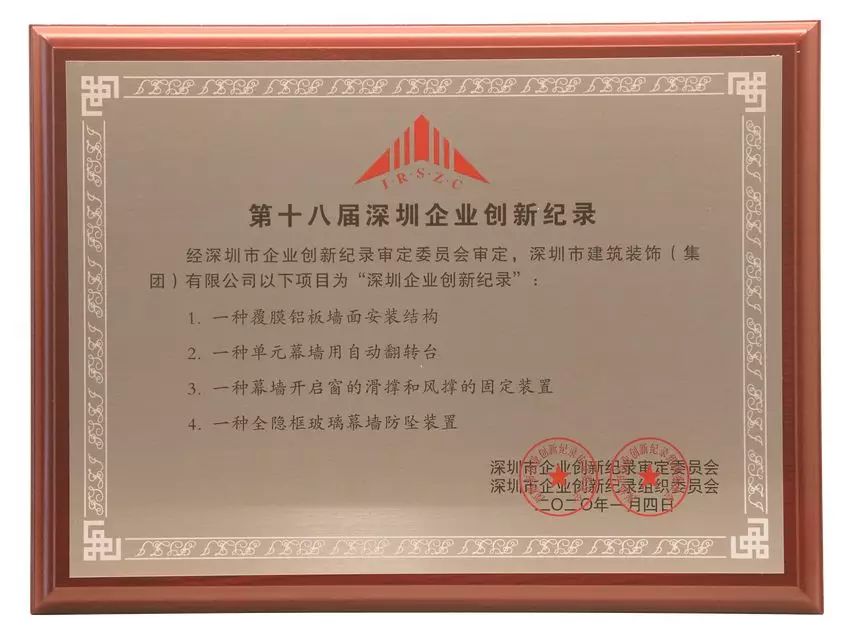 I·R·S·Z·C
第十八届深圳企业创新纪录
经深圳市企业创新纪录审定委员会审定，深圳市建筑装饰（集
团）有限公司以下项目为“深圳企业创新纪录”：
1. 一种覆膜铝板墙面安装结构
2. 一种单元幕墙用自动翻转台
3. 一种幕墙开启窗的滑撑和风撑的固定装置
4. 一种全隐框玻璃幕墙防坠装置
深圳市企业创新纪录审定委员会
深圳市企业创新纪录组织委员会
二〇二〇年一月四日